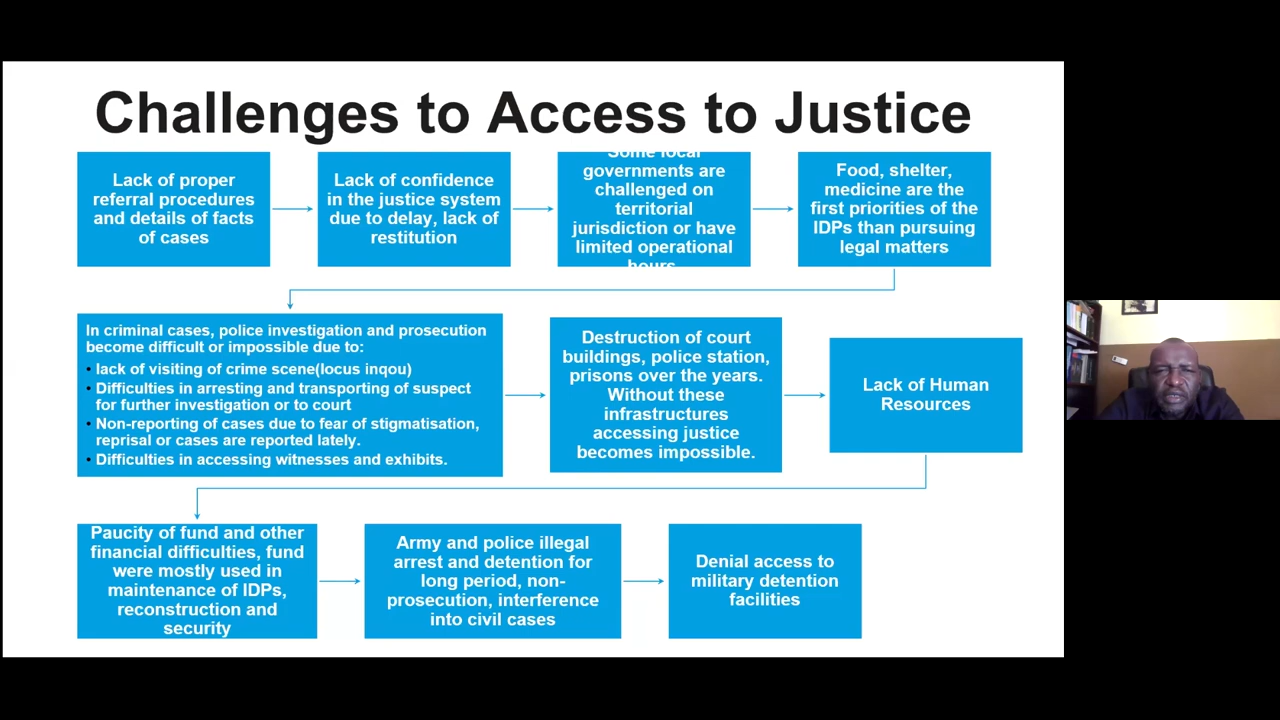 Challenges to Access to Justice
Lack of proper
referral procedures
and details of facts
of cases
Lack of confidence
in the justice system
due to delay, lack of
restitution
Some local
governments are
challenged on
territorial
jurisdiction or have
limited operational
hours
Food, shelter,
medicine are the
first priorities of the
IDPs than pursuing
legal matters
In criminal cases, police investigation and prosecution
become difficult or impossible due to:
• lack of visiting of crime scene(locus inqou)
• Difficulties in arresting and transporting of suspect
for further investigation or to court
• Non-reporting of cases due to fear of stigmatisation,
reprisal or cases are reported lately.
• Difficulties in accessing witnesses and exhibits.
Destruction of court
buildings, police station,
prisons over the years.
Without these
infrastructures
accessing justice
becomes impossible.
Lack of Human
Resources
Paucity of fund and other
financial difficulties, fund
were mostly used in
maintenance of IDPs,
reconstruction and
security
Army and police illegal
arrest and detention for
long period, non-
prosecution, interference
into civil cases
Denial access to
military detention
facilities